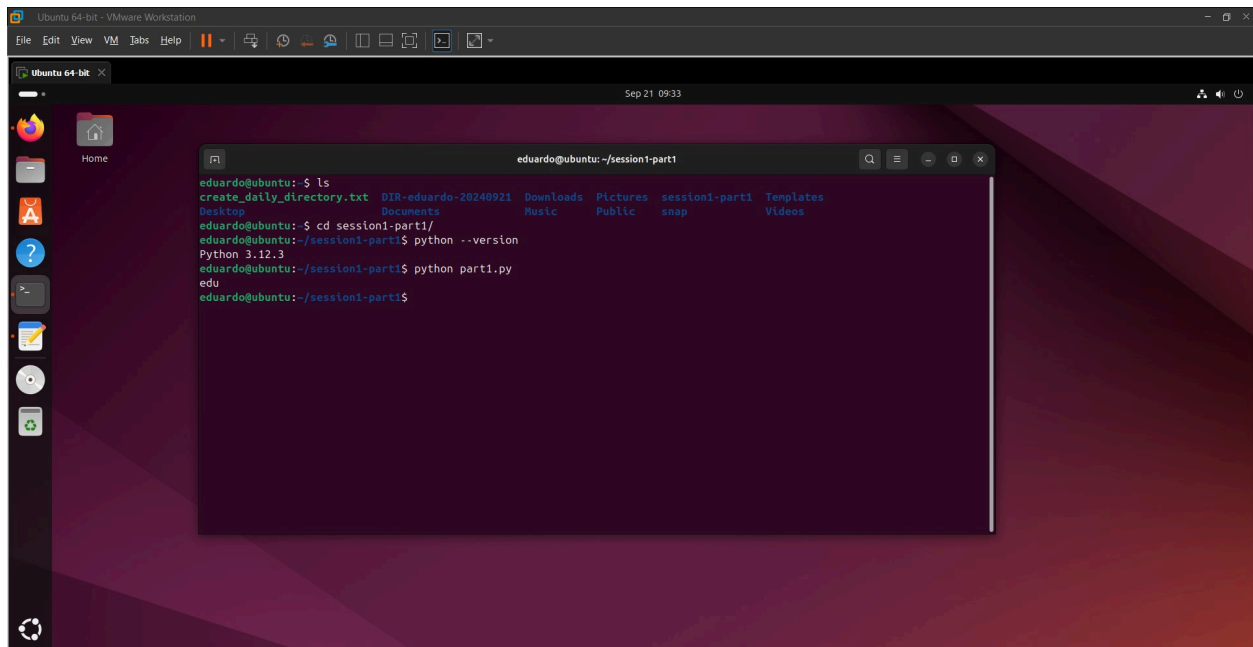 Ubuntu 64-bit - VMware Workstation
File Edit View VM Tabs Help
Ubuntu 64-bit
Sep 21 09:33
Home
eduardo@ubuntu: ~/session1-part1
eduardo@ubuntu:~$ ls
create_daily_directory.txt DIR-eduardo-20240921 Downloads Pictures session1-part1 Templates
Desktop Documents Music Public snap Videos
eduardo@ubuntu:~$ cd session1-part1/
eduardo@ubuntu:~/session1-part1$ python --version
Python 3.12.3
eduardo@ubuntu:~/session1-part1$ python part1.py
edu
eduardo@ubuntu:~/session1-part1$